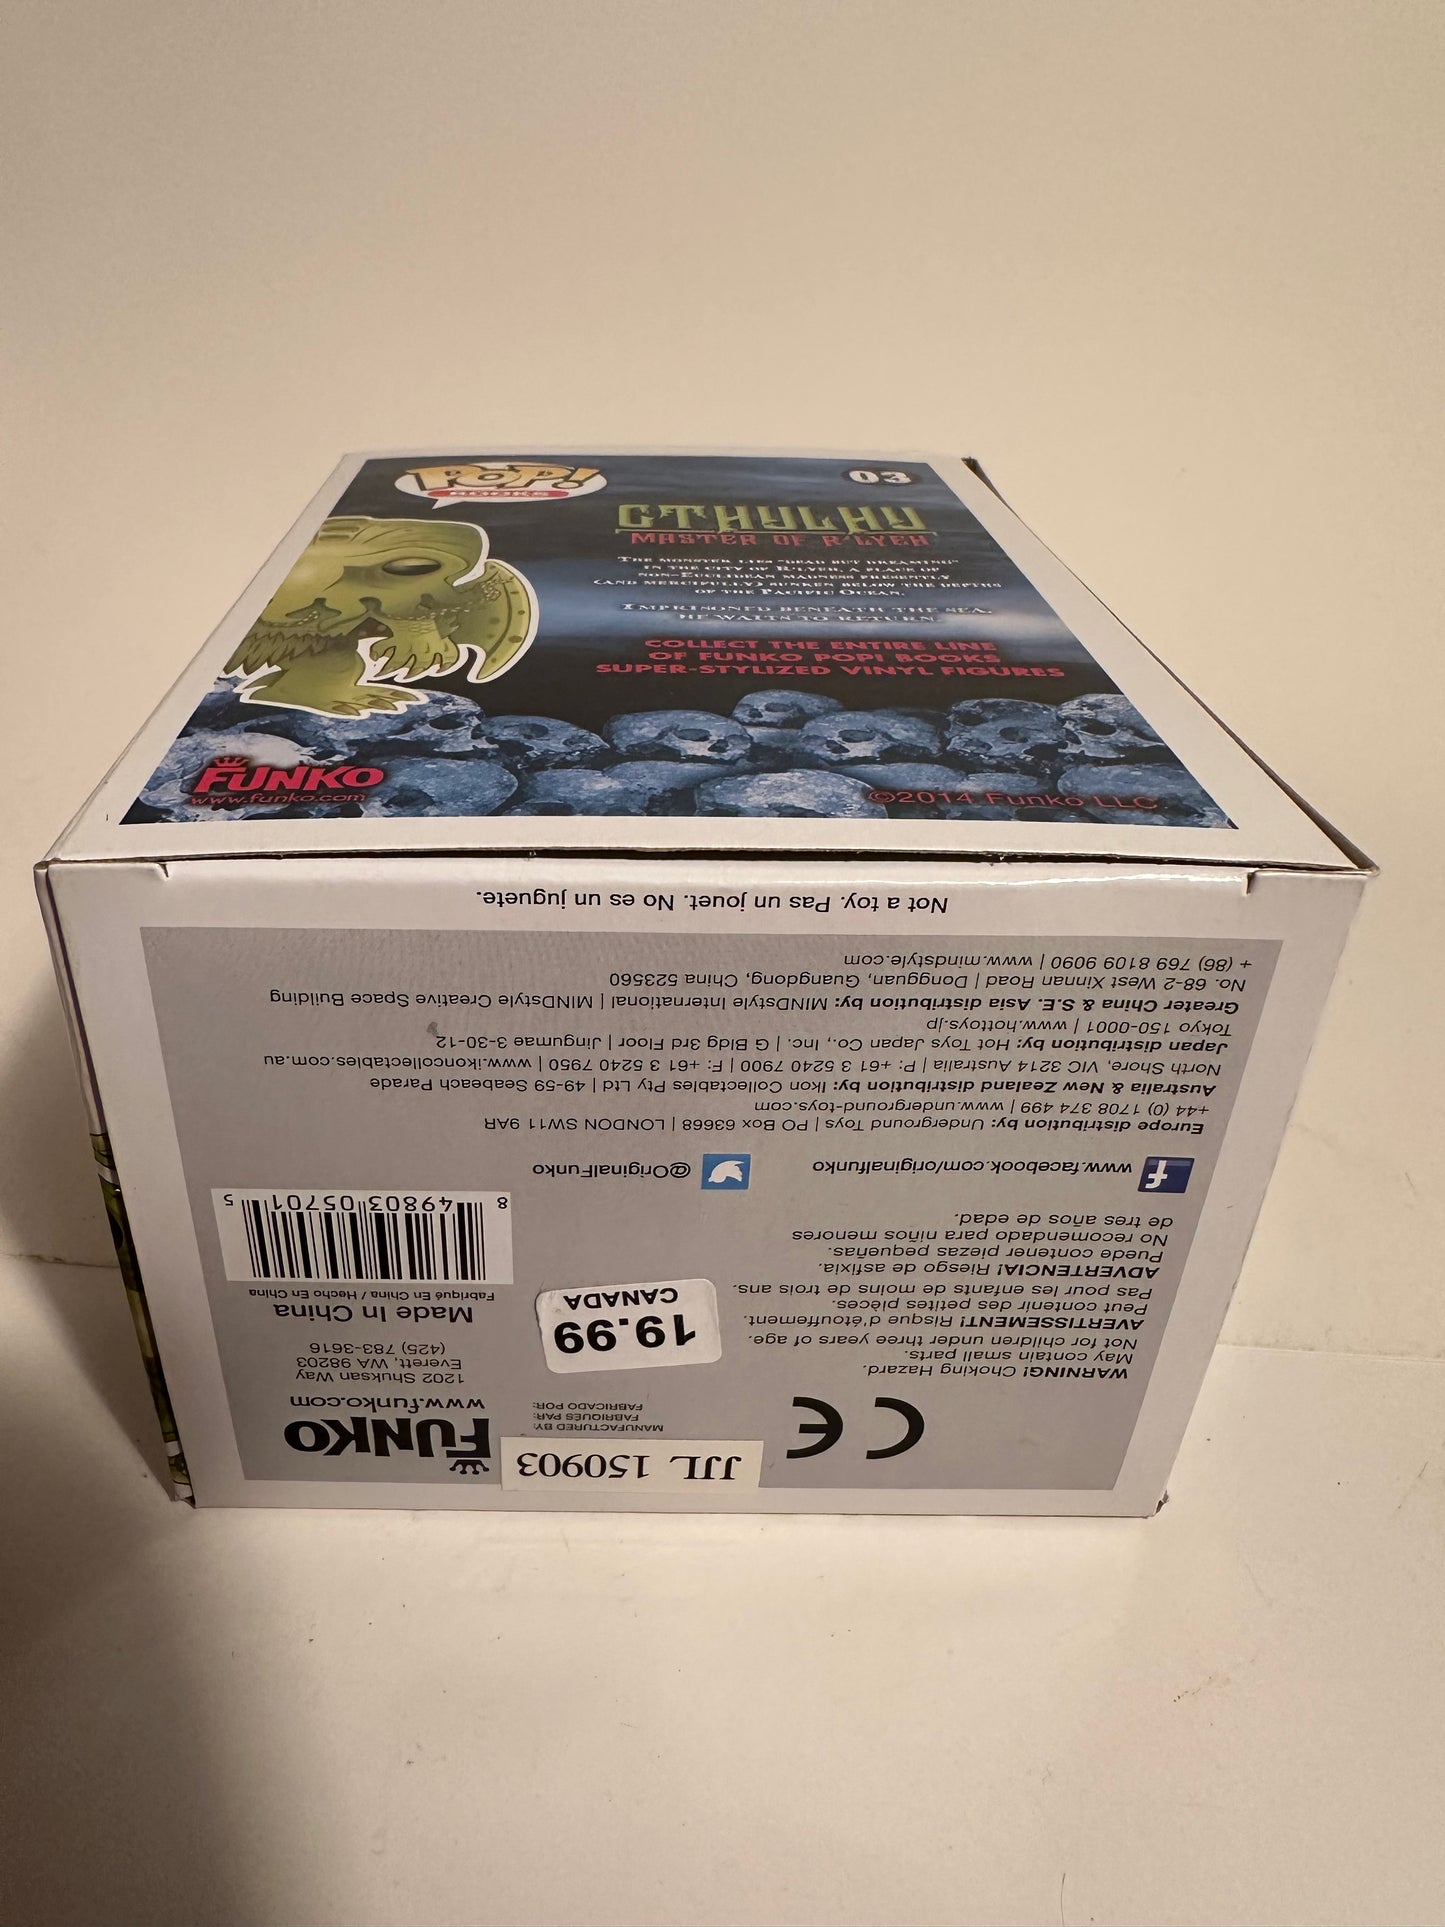 POP!
BOOKS
03
CTHULHU
MASTER OF R'LYEH
THE MONSTER LIES "DEAD BUT DREAMING"
IN THE CITY OF R'LYEH, A PLACE OF
NON-EUCLIDEAN MADNESS PRESENTLY
(AND MERCIFULLY) SUNKEN BELOW THE DEPTHS
OF THE PACIFIC OCEAN.
IMPRISONED BENEATH THE SEA,
HE WAITS TO RETURN.
COLLECT THE ENTIRE LINE
OF FUNKO POP! BOOKS
SUPER-STYLIZED VINYL FIGURES
FUNKO
www.funko.com
©2014 Funko LLC.
JJL 150903
FUNKO
www.funko.com
1202 Shuksan Way
Everett, WA 98203
(425) 783-3616
Made In China
Fabriqué En China / Hecho En China
8 49803 05701 5
MANUFACTURED BY:
FABRIQUÉS PAR:
FABRICADO POR:
19.99
CANADA
CE
WARNING! Choking Hazard.
May contain small parts.
Not for children under three years of age.
AVERTISSEMENT! Risque d'étouffement.
Peut contenir des petites pièces.
Pas pour les enfants de moins de trois ans.
ADVERTENCIA! Riesgo de asfixia.
Puede contener piezas pequeñas.
No recomendado para niños menores
de tres años de edad.
www.facebook.com/originalfunko
@OriginalFunko
Europe distribution by: Underground Toys | PO Box 63668 | LONDON SW11 9AR
+44 (0) 1708 374 499 | www.underground-toys.com
Australia & New Zealand distribution by: Ikon Collectables Pty Ltd | 49-59 Seabeach Parade
North Shore, VIC 3214 Australia | P: +61 3 5240 7900 | F: +61 3 5240 7950 | www.ikoncollectables.com.au
Japan distribution by: Hot Toys Japan Co., Inc. | G Bldg 3rd Floor | Jingumae 3-30-12
Tokyo 150-0001 | www.hottoys.jp
Greater China & S.E. Asia distribution by: MINDstyle International | MINDstyle Creative Space Building
No. 68-2 West Xinnan Road | Dongguan, Guangdong, China 523560
+ (86) 769 8109 9090 | www.mindstyle.com
Not a toy. Pas un jouet. No es un juguete.